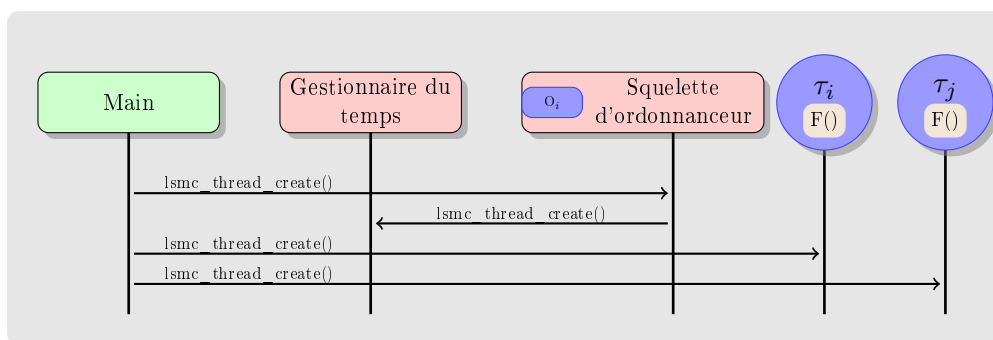 Main
Gestionnaire du
temps
O_i
Squelette
d'ordonnanceur
τ_i
F()
τ_j
F()
lsmc_thread_create()
lsmc_thread_create()
lsmc_thread_create()
lsmc_thread_create()